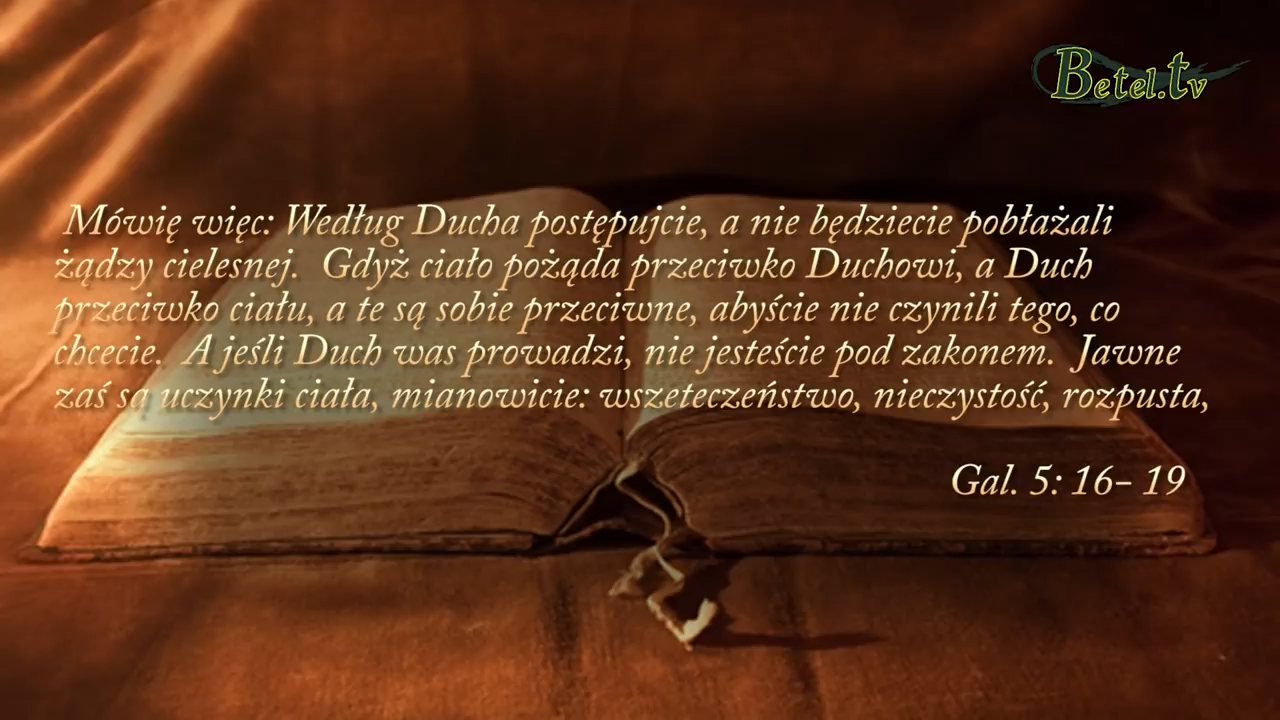 Betel.tv
Mówię więc: Według Ducha postępujcie, a nie będziecie pobłażali
żądzy cielesnej. Gdyż ciało pożąda przeciwko Duchowi, a Duch
przeciwko ciału, a te są sobie przeciwne, abyście nie czynili tego, co
chcecie. A jeśli Duch was prowadzi, nie jesteście pod zakonem. Jawne
zaś są uczynki ciała, mianowicie: wszeteczeństwo, nieczystość, rozpusta,
Gal. 5: 16– 19